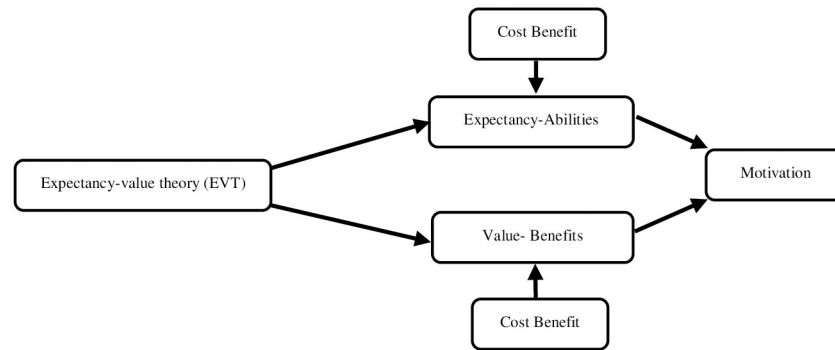 Cost Benefit
Expectancy-Abilities
Expectancy-value theory (EVT)
Motivation
Value- Benefits
Cost Benefit